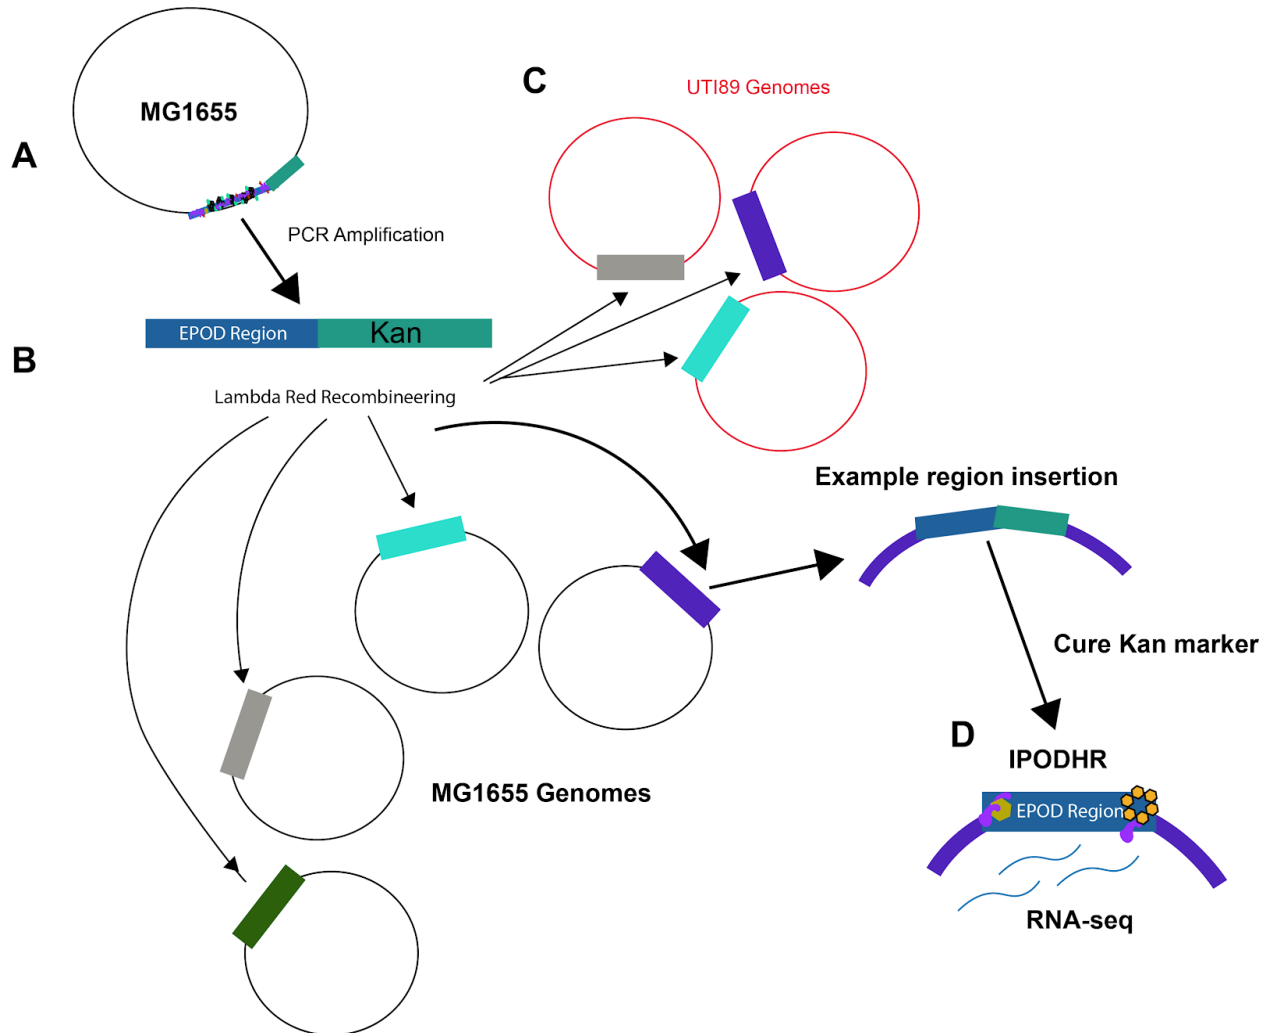 C
UTI89 Genomes
MG1655
A
PCR Amplification
EPOD Region
Kan
B
Lambda Red Recombineering
Example region insertion
Cure Kan marker
D
IPODHR
MG1655 Genomes
EPOD Region
RNA-seq